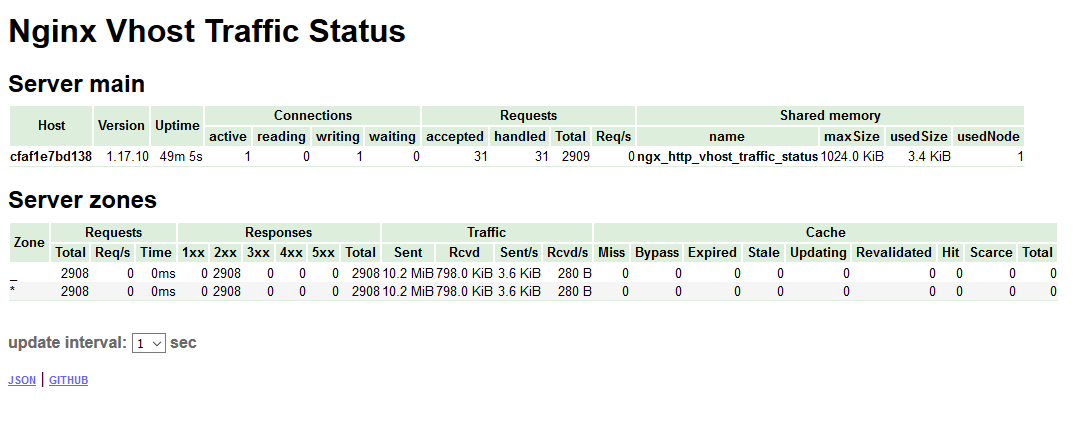 Nginx Vhost Traffic Status
Server main
Host Version Uptime Connections Requests Shared memory
active reading writing waiting accepted handled Total Req/s name maxSize usedSize usedNode
cfaf1e7bd138 1.17.10 49m 5s 1 0 1 0 31 31 2909 0 ngx_http_vhost_traffic_status 1024.0 KiB 3.4 KiB 1
Server zones
Zone Requests Responses Traffic Cache
Total Req/s Time 1xx 2xx 3xx 4xx 5xx Total Sent Rcvd Sent/s Rcvd/s Miss Bypass Expired Stale Updating Revalidated Hit Scarce Total
_ 2908 0 0ms 0 2908 0 0 0 2908 10.2 MiB 798.0 KiB 3.6 KiB 280 B 0 0 0 0 0 0 0 0 0
* 2908 0 0ms 0 2908 0 0 0 2908 10.2 MiB 798.0 KiB 3.6 KiB 280 B 0 0 0 0 0 0 0 0 0
update interval: 1 sec
JSON | GITHUB